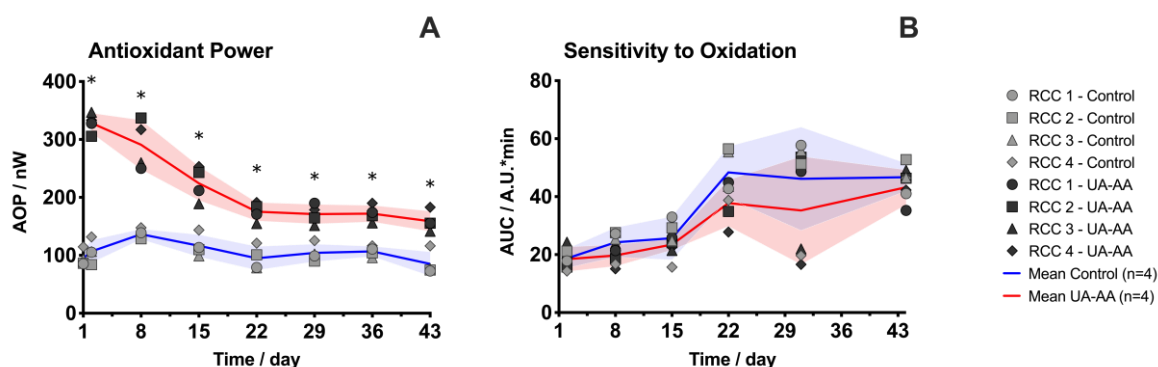 A
Antioxidant Power
AOP / nW
400
300
200
100
0
* * * * * * *
1 8 15 22 29 36 43
Time / day
B
Sensitivity to Oxidation
AUC / A.U.*min
80
60
40
20
0
1 8 15 22 29 36 43
Time / day
RCC 1 - Control
RCC 2 - Control
RCC 3 - Control
RCC 4 - Control
RCC 1 - UA-AA
RCC 2 - UA-AA
RCC 3 - UA-AA
RCC 4 - UA-AA
Mean Control (n=4)
Mean UA-AA (n=4)